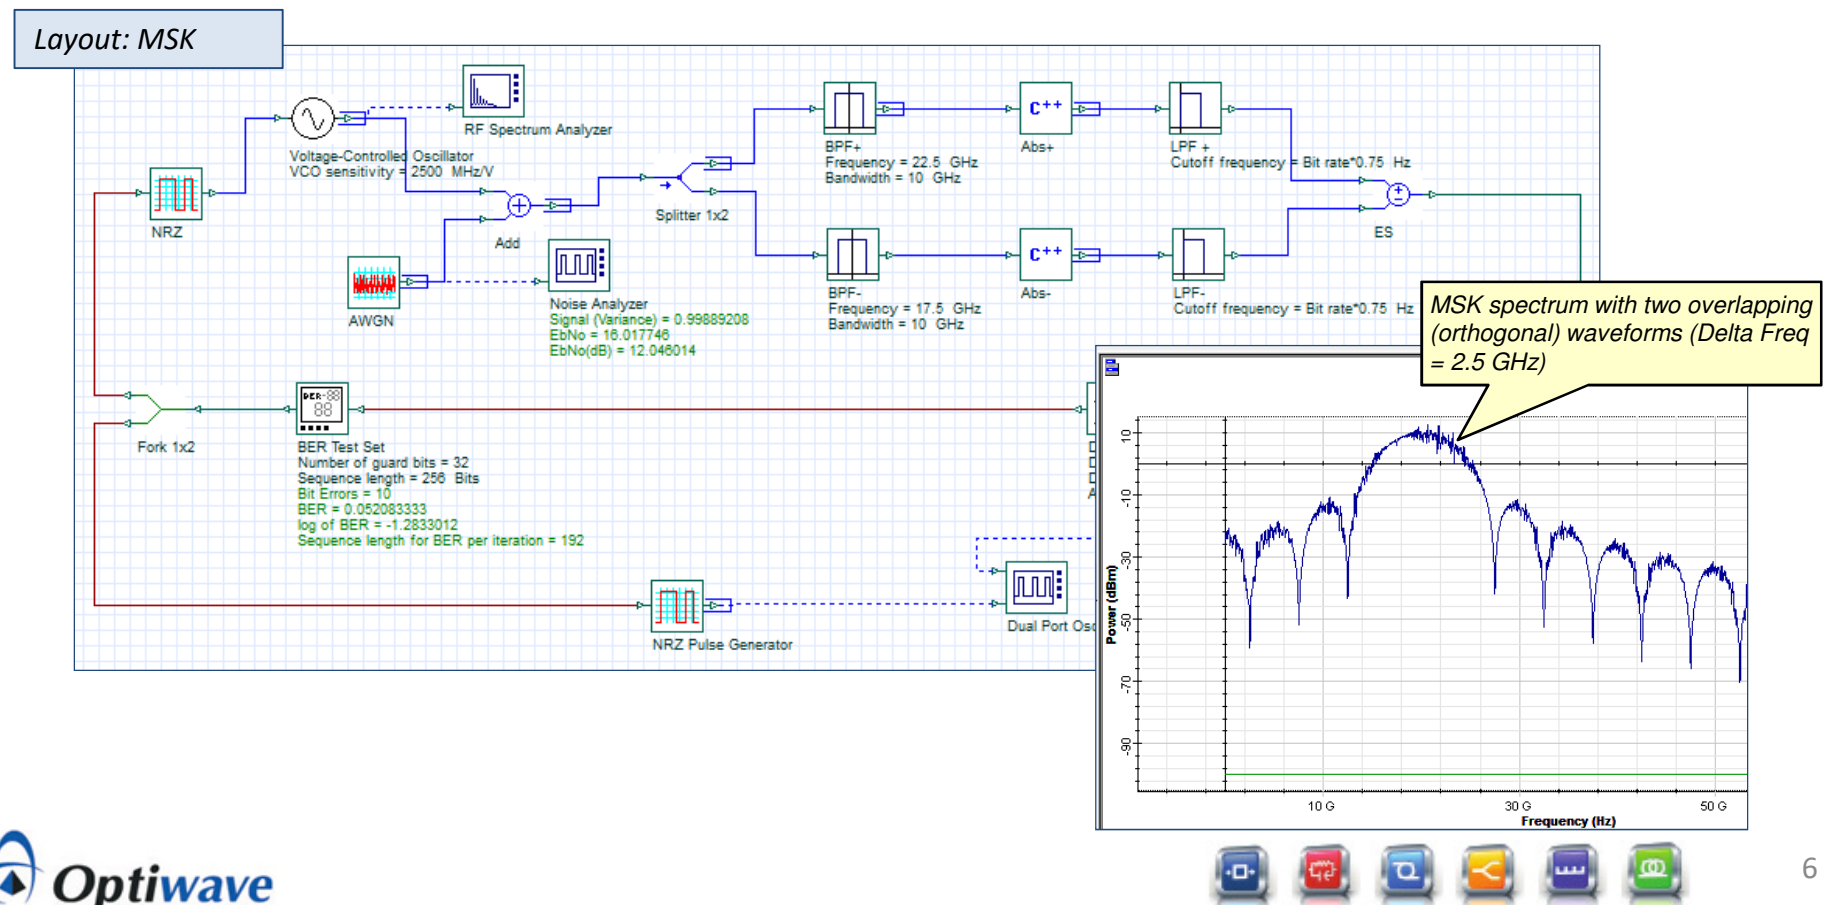 Layout: MSK
RF Spectrum Analyzer
Voltage-Controlled Oscillator
VCO sensitivity = 2500 MHz/V
NRZ
Add
AWGN
Noise Analyzer
Signal (Variance) = 0.99889208
EbNo = 16.017746
EbNo(dB) = 12.046014
Splitter 1x2
BPF+
Frequency = 22.5 GHz
Bandwidth = 10 GHz
C++
Abs+
LPF +
Cutoff frequency = Bit rate*0.75 Hz
BPF-
Frequency = 17.5 GHz
Bandwidth = 10 GHz
C++
Abs-
LPF-
Cutoff frequency = Bit rate*0.75 Hz
ES
MSK spectrum with two overlapping
(orthogonal) waveforms (Delta Freq
= 2.5 GHz)
Fork 1x2
BER Test Set
Number of guard bits = 32
Sequence length = 256 Bits
Bit Errors = 10
BER = 0.052083333
log of BER = -1.2833012
Sequence length for BER per iteration = 192
NRZ Pulse Generator
Dual Port Osc
Power (dBm)
10
-10
-30
-50
-70
-90
10 G
30 G
50 G
Frequency (Hz)
Optiwave
6